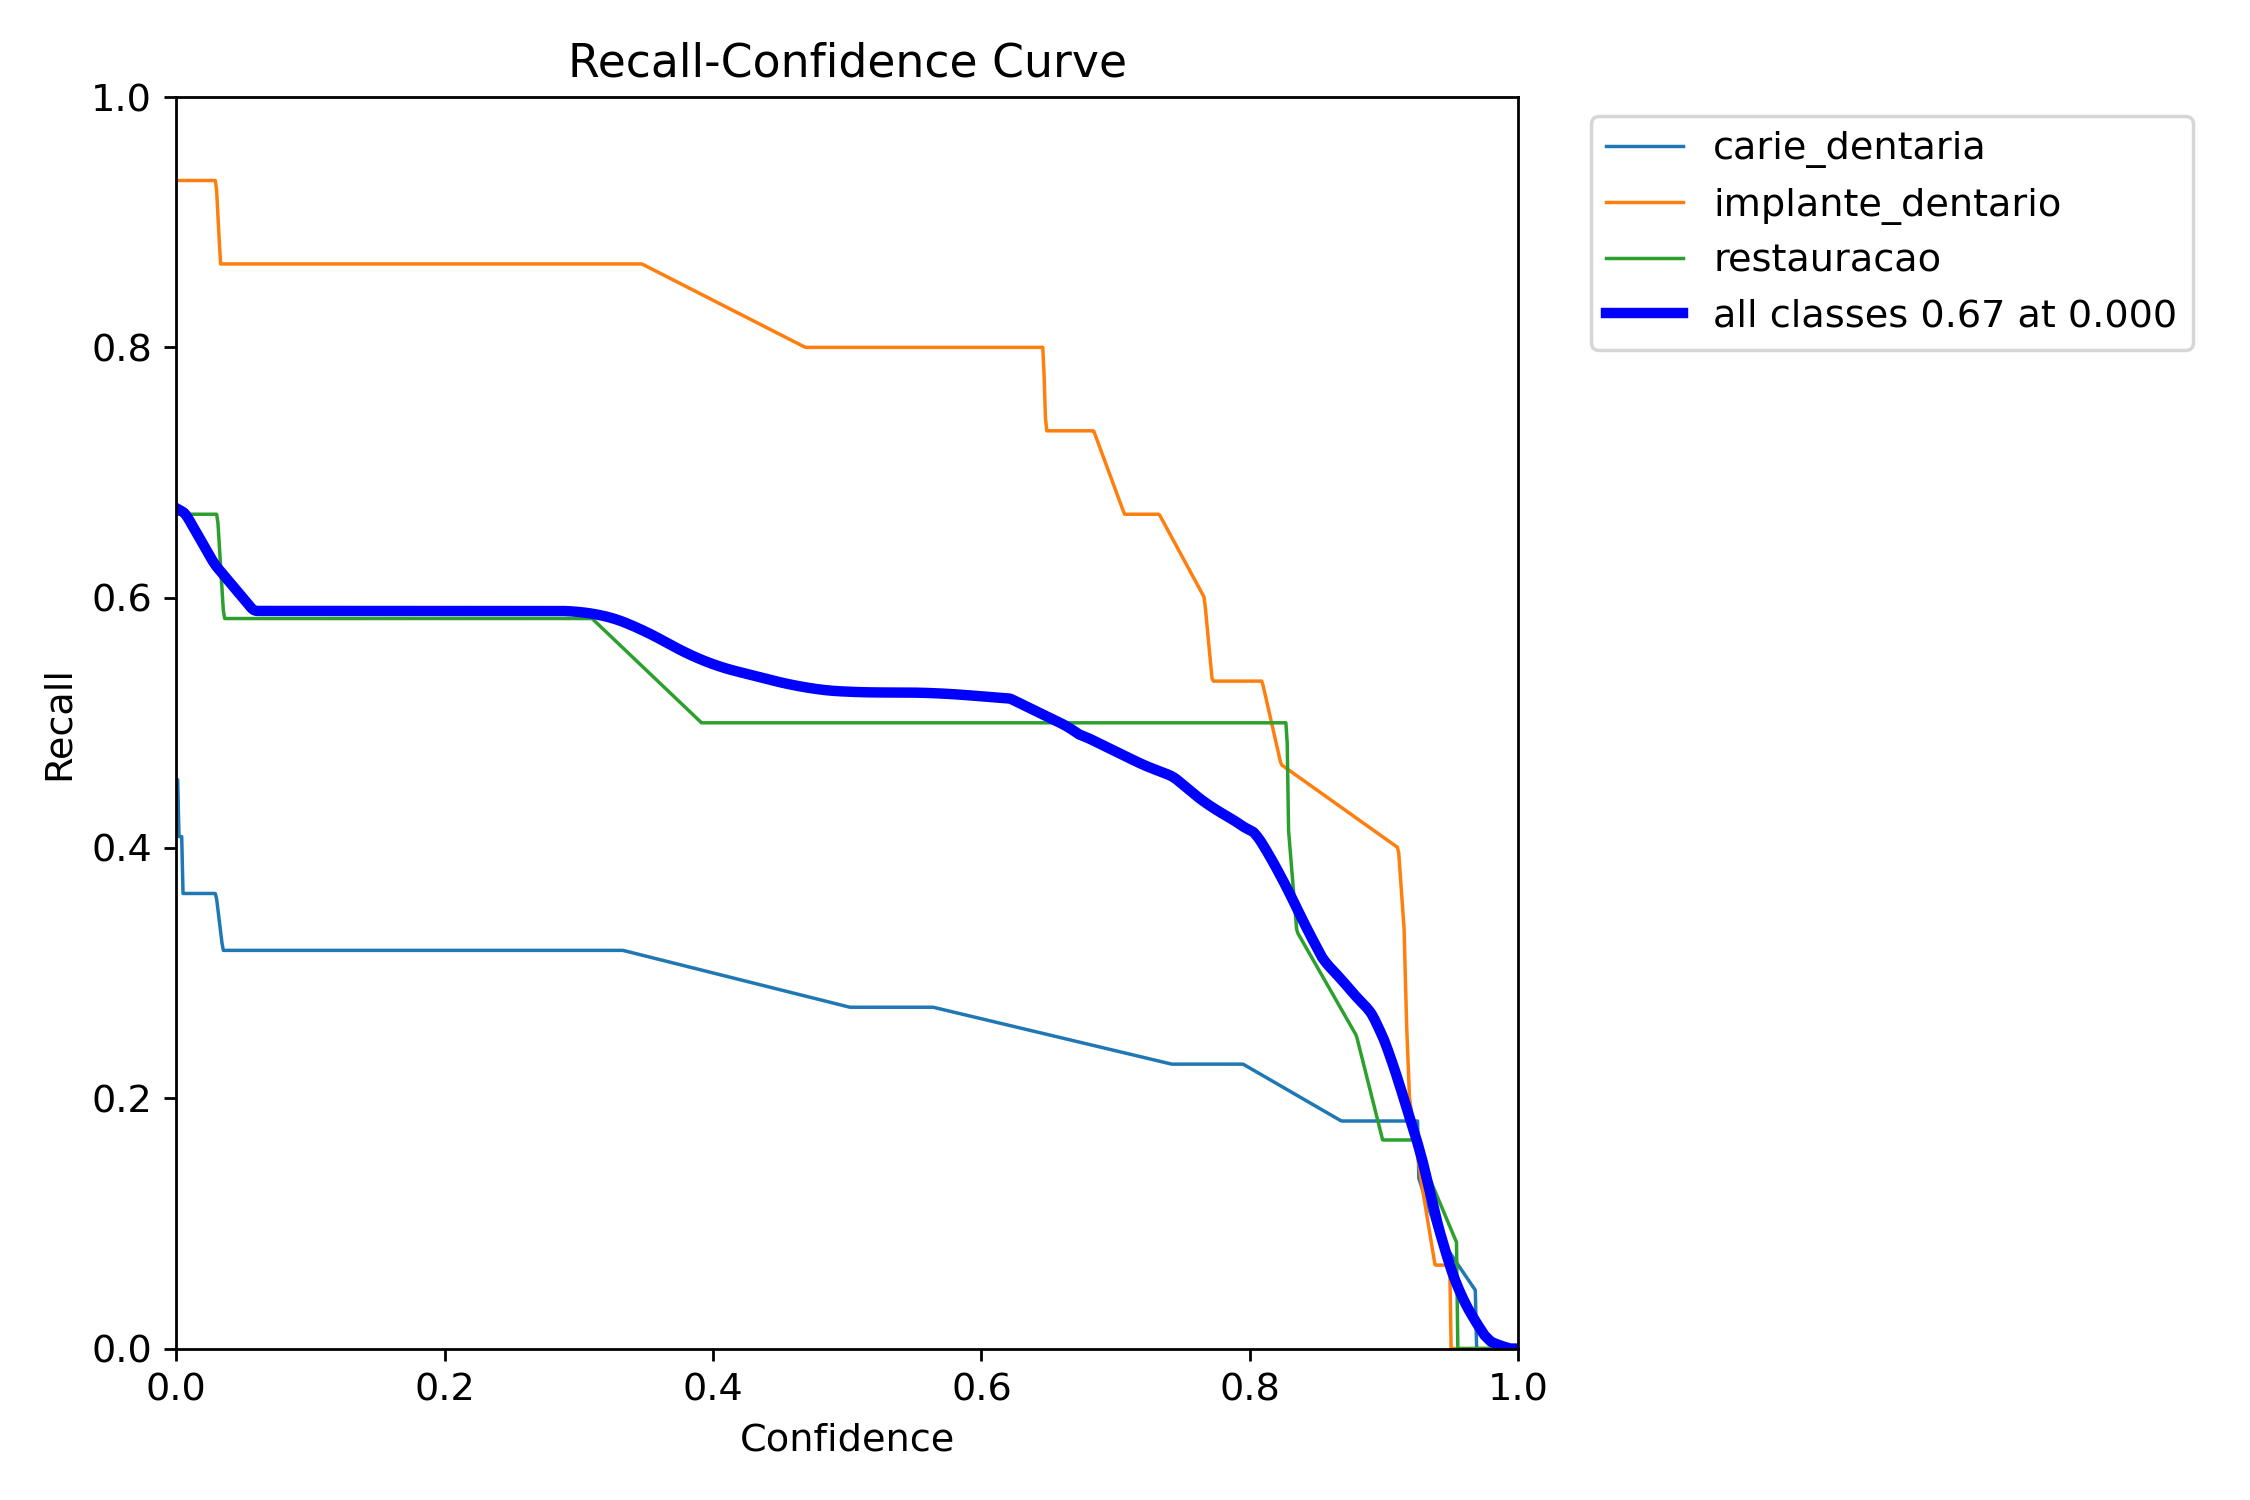 Recall-Confidence Curve
1.0
0.8
0.6
0.4
0.2
0.0
Recall
0.0 0.2 0.4 0.6 0.8 1.0
Confidence
carie_dentaria
implante_dentario
restauracao
all classes 0.67 at 0.000